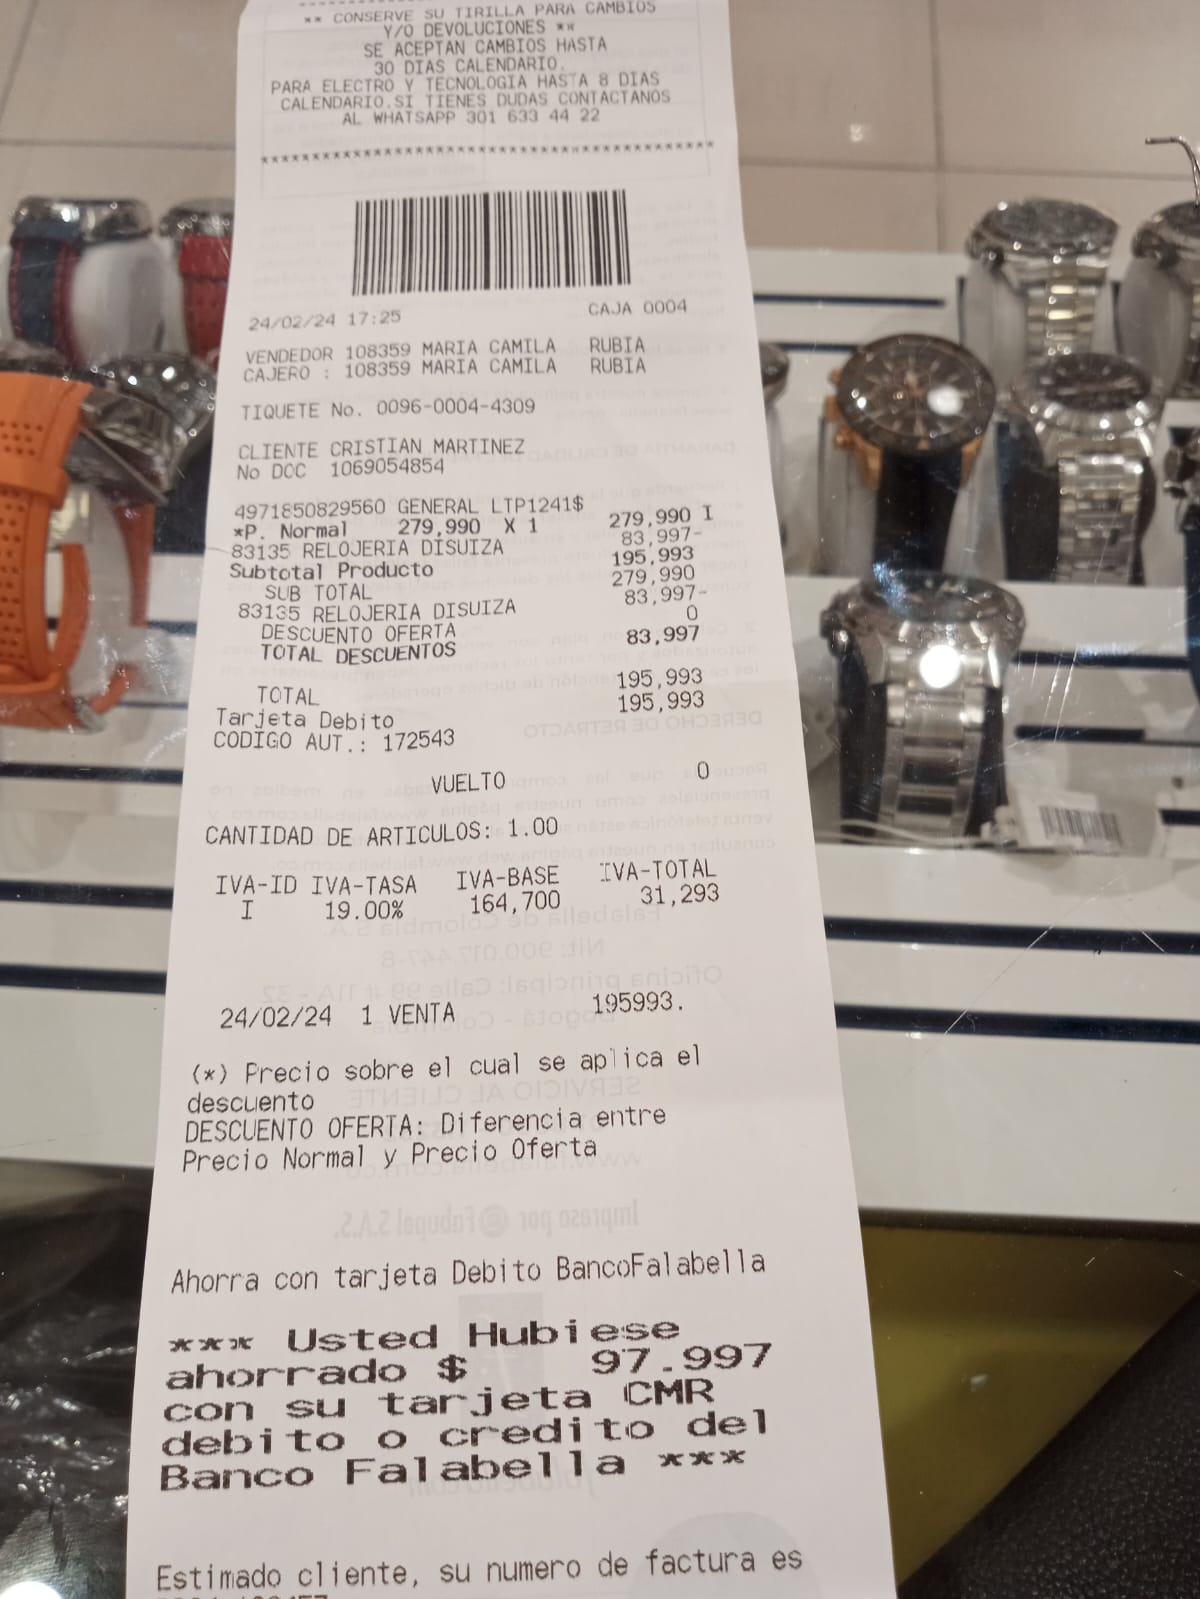 ** CONSERVE SU TIRILLA PARA CAMBIOS
Y/O DEVOLUCIONES **
SE ACEPTAN CAMBIOS HASTA
30 DIAS CALENDARIO.
PARA ELECTRO Y TECNOLOGIA HASTA 8 DIAS
CALENDARIO.SI TIENES DUDAS CONTACTANOS
AL WHATSAPP 301 633 44 22
24/02/24 17:25 CAJA 0004
VENDEDOR 108359 MARIA CAMILA RUBIA
CAJERO : 108359 MARIA CAMILA RUBIA
TIQUETE No. 0096-0004-4309
CLIENTE CRISTIAN MARTINEZ
No DOC 1069054854
4971850829560 GENERAL LTP1241$
*P. Normal 279,990 X 1 279,990 I
83135 RELOJERIA DISUIZA 83,997-
Subtotal Producto 195,993
SUB TOTAL 279,990
83135 RELOJERIA DISUIZA 83,997-
DESCUENTO OFERTA 0
TOTAL DESCUENTOS 83,997
TOTAL 195,993
Tarjeta Debito 195,993
CODIGO AUT.: 172543
VUELTO 0
CANTIDAD DE ARTICULOS: 1.00
IVA-ID IVA-TASA IVA-BASE IVA-TOTAL
I 19.00% 164,700 31,293
24/02/24 1 VENTA 195993.
(*) Precio sobre el cual se aplica el
descuento
DESCUENTO OFERTA: Diferencia entre
Precio Normal y Precio Oferta
Ahorra con tarjeta Debito BancoFalabella
*** Usted Hubiese
ahorrado $ 97.997
con su tarjeta CMR
debito o credito del
Banco Falabella ***
Estimado cliente, su numero de factura es